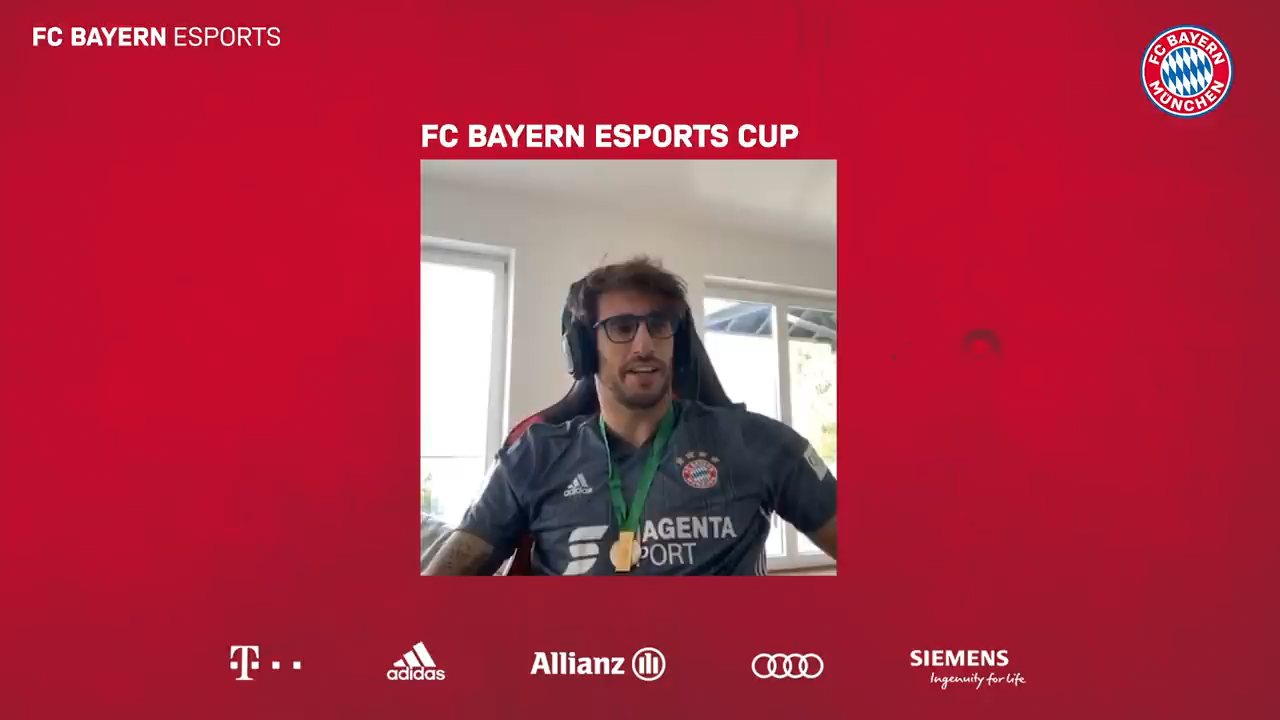 FC BAYERN ESPORTS
FC BAYERN
MÜNCHEN
FC BAYERN ESPORTS CUP
adidas
AGENTA
PORT
T
adidas
Allianz
SIEMENS
Ingenuity for life